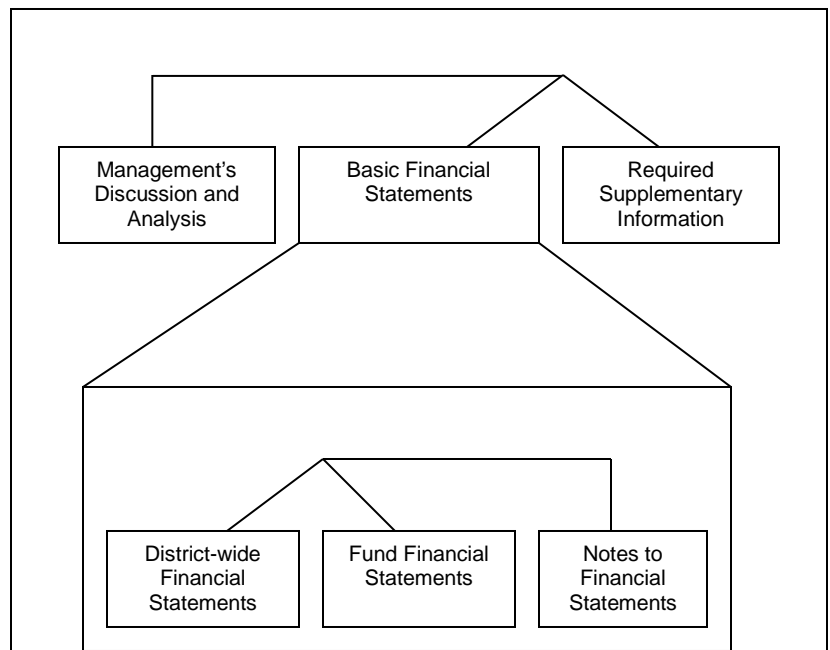 Management’s
Discussion and
Analysis
Basic Financial
Statements
Required
Supplementary
Information
District-wide
Financial
Statements
Fund Financial
Statements
Notes to
Financial
Statements